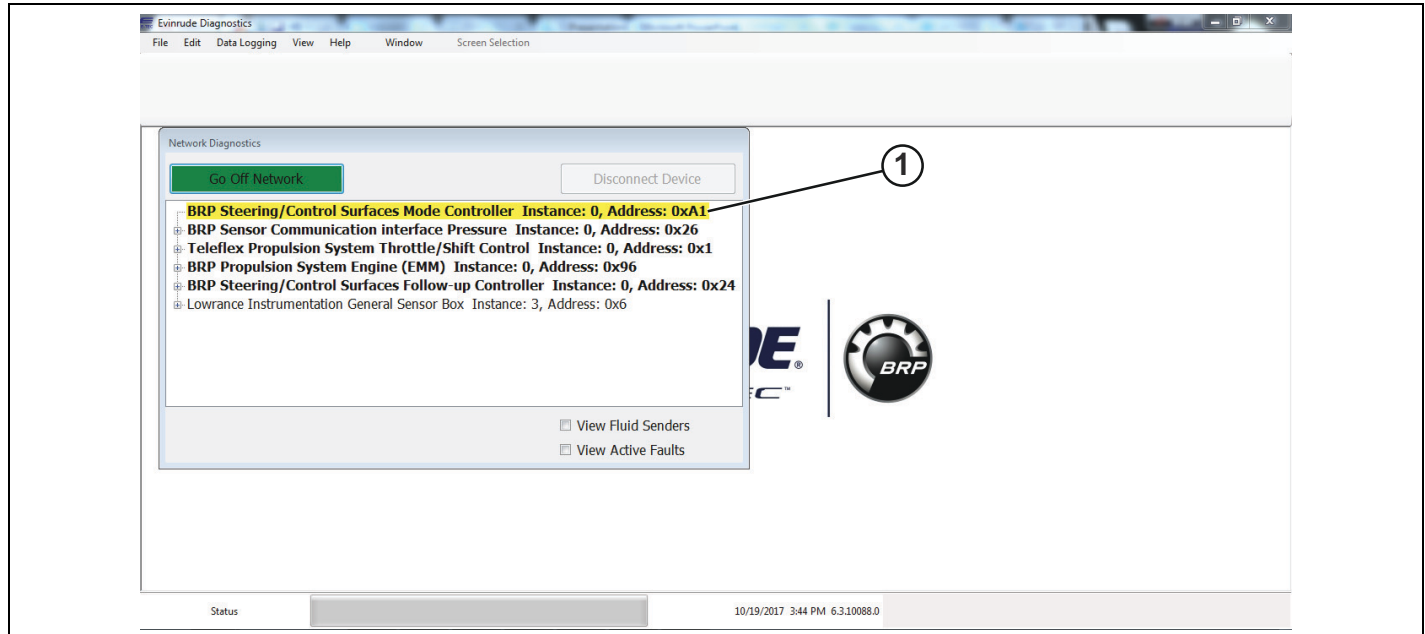 Evinrude Diagnostics
File Edit Data Logging View Help Window Screen Selection
Network Diagnostics
Go Off Network Disconnect Device
1
BRP Steering/Control Surfaces Mode Controller Instance: 0, Address: 0xA1
BRP Sensor Communication interface Pressure Instance: 0, Address: 0x26
Teleflex Propulsion System Throttle/Shift Control Instance: 0, Address: 0x1
BRP Propulsion System Engine (EMM) Instance: 0, Address: 0x96
BRP Steering/Control Surfaces Follow-up Controller Instance: 0, Address: 0x24
Lowrance Instrumentation General Sensor Box Instance: 3, Address: 0x6
DE®
EC™
BRP
View Fluid Senders
View Active Faults
Status 10/19/2017 3:44 PM 6.3.10088.0